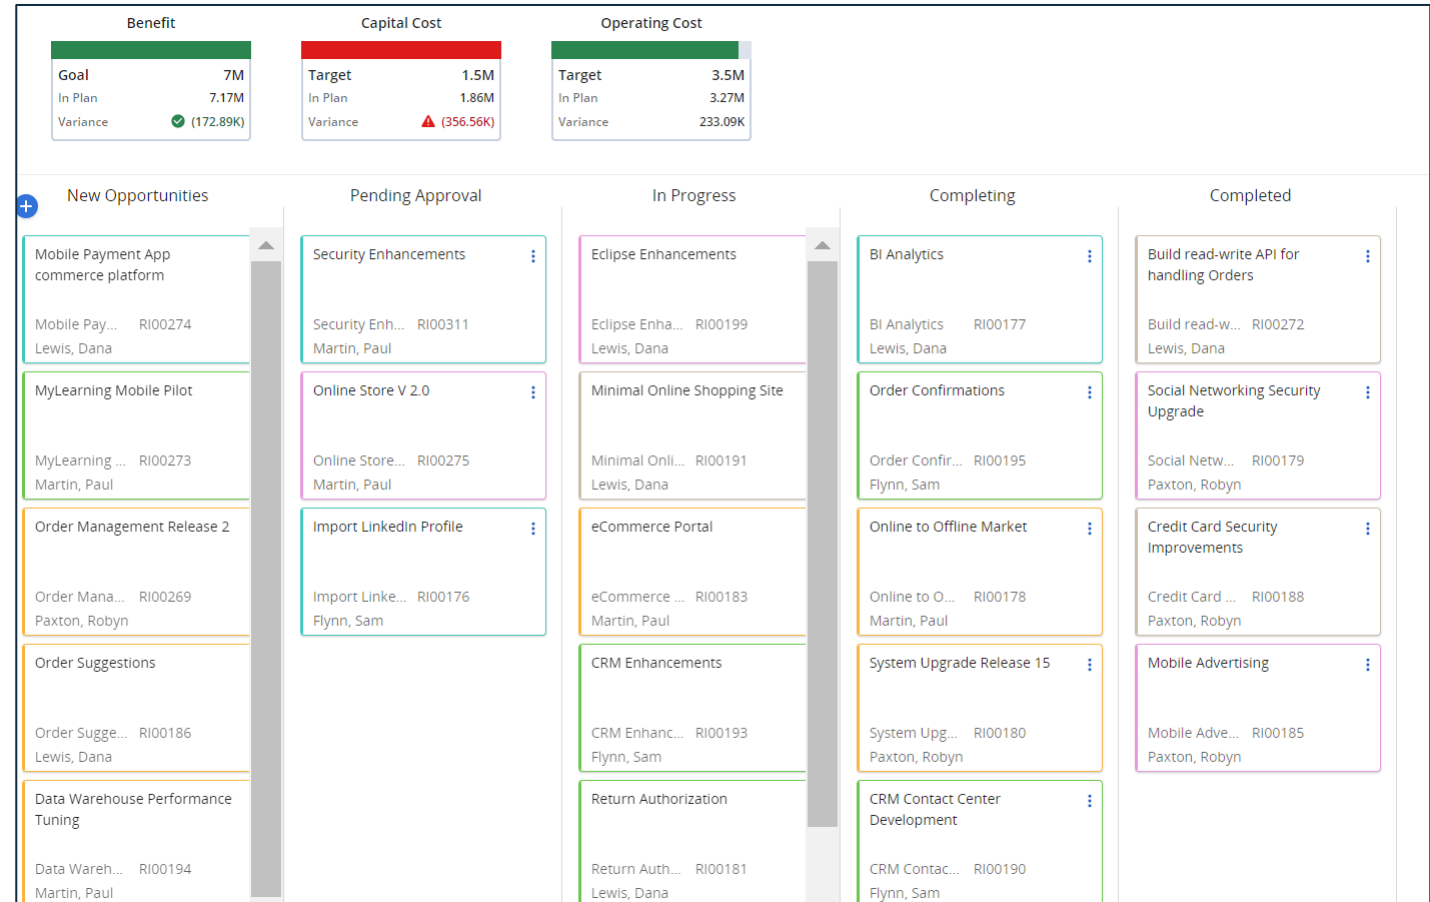 Benefit
Goal 7M
In Plan 7.17M
Variance (172.89K)
Capital Cost
Target 1.5M
In Plan 1.86M
Variance (356.56K)
Operating Cost
Target 3.5M
In Plan 3.27M
Variance 233.09K
New Opportunities
Mobile Payment App
commerce platform
Mobile Pay... RI00274
Lewis, Dana
MyLearning Mobile Pilot
MyLearning ... RI00273
Martin, Paul
Order Management Release 2
Order Mana... RI00269
Paxton, Robyn
Order Suggestions
Order Sugge... RI00186
Lewis, Dana
Data Warehouse Performance
Tuning
Data Wareh... RI00194
Martin, Paul
Pending Approval
Security Enhancements
Security Enh... RI00311
Martin, Paul
Online Store V 2.0
Online Store... RI00275
Martin, Paul
Import LinkedIn Profile
Import Linke... RI00176
Flynn, Sam
In Progress
Eclipse Enhancements
Eclipse Enha... RI00199
Lewis, Dana
Minimal Online Shopping Site
Minimal Onli... RI00191
Lewis, Dana
eCommerce Portal
eCommerce ... RI00183
Martin, Paul
CRM Enhancements
CRM Enhanc... RI00193
Flynn, Sam
Return Authorization
Return Auth... RI00181
Lewis, Dana
Completing
BI Analytics
BI Analytics RI00177
Lewis, Dana
Order Confirmations
Order Confir... RI00195
Flynn, Sam
Online to Offline Market
Online to O... RI00178
Martin, Paul
System Upgrade Release 15
System Upg... RI00180
Paxton, Robyn
CRM Contact Center
Development
CRM Contac... RI00190
Flynn, Sam
Completed
Build read-write API for
handling Orders
Build read-w... RI00272
Lewis, Dana
Social Networking Security
Upgrade
Social Netw... RI00179
Paxton, Robyn
Credit Card Security
Improvements
Credit Card ... RI00188
Paxton, Robyn
Mobile Advertising
Mobile Adve... RI00185
Paxton, Robyn